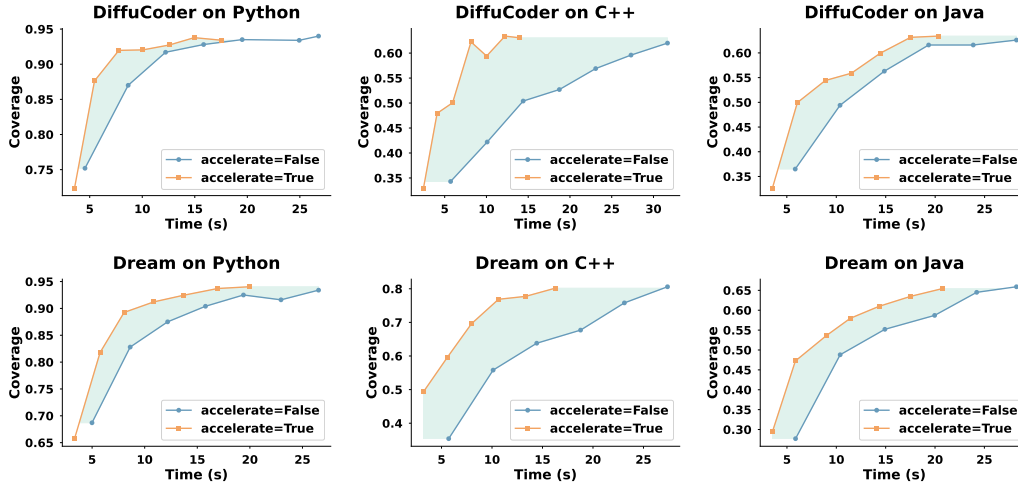 DiffuCoder on Python
0.95
0.90
0.85
0.80
0.75
Coverage
accelerate=False
accelerate=True
5 10 15 20 25
Time (s)
DiffuCoder on C++
0.60
0.55
0.50
0.45
0.40
0.35
Coverage
accelerate=False
accelerate=True
5 10 15 20 25 30
Time (s)
DiffuCoder on Java
0.60
0.55
0.50
0.45
0.40
0.35
Coverage
accelerate=False
accelerate=True
5 10 15 20 25
Time (s)
Dream on Python
0.95
0.90
0.85
0.80
0.75
0.70
0.65
Coverage
accelerate=False
accelerate=True
5 10 15 20 25
Time (s)
Dream on C++
0.8
0.7
0.6
0.5
0.4
Coverage
accelerate=False
accelerate=True
5 10 15 20 25
Time (s)
Dream on Java
0.65
0.60
0.55
0.50
0.45
0.40
0.35
0.30
Coverage
accelerate=False
accelerate=True
5 10 15 20 25
Time (s)